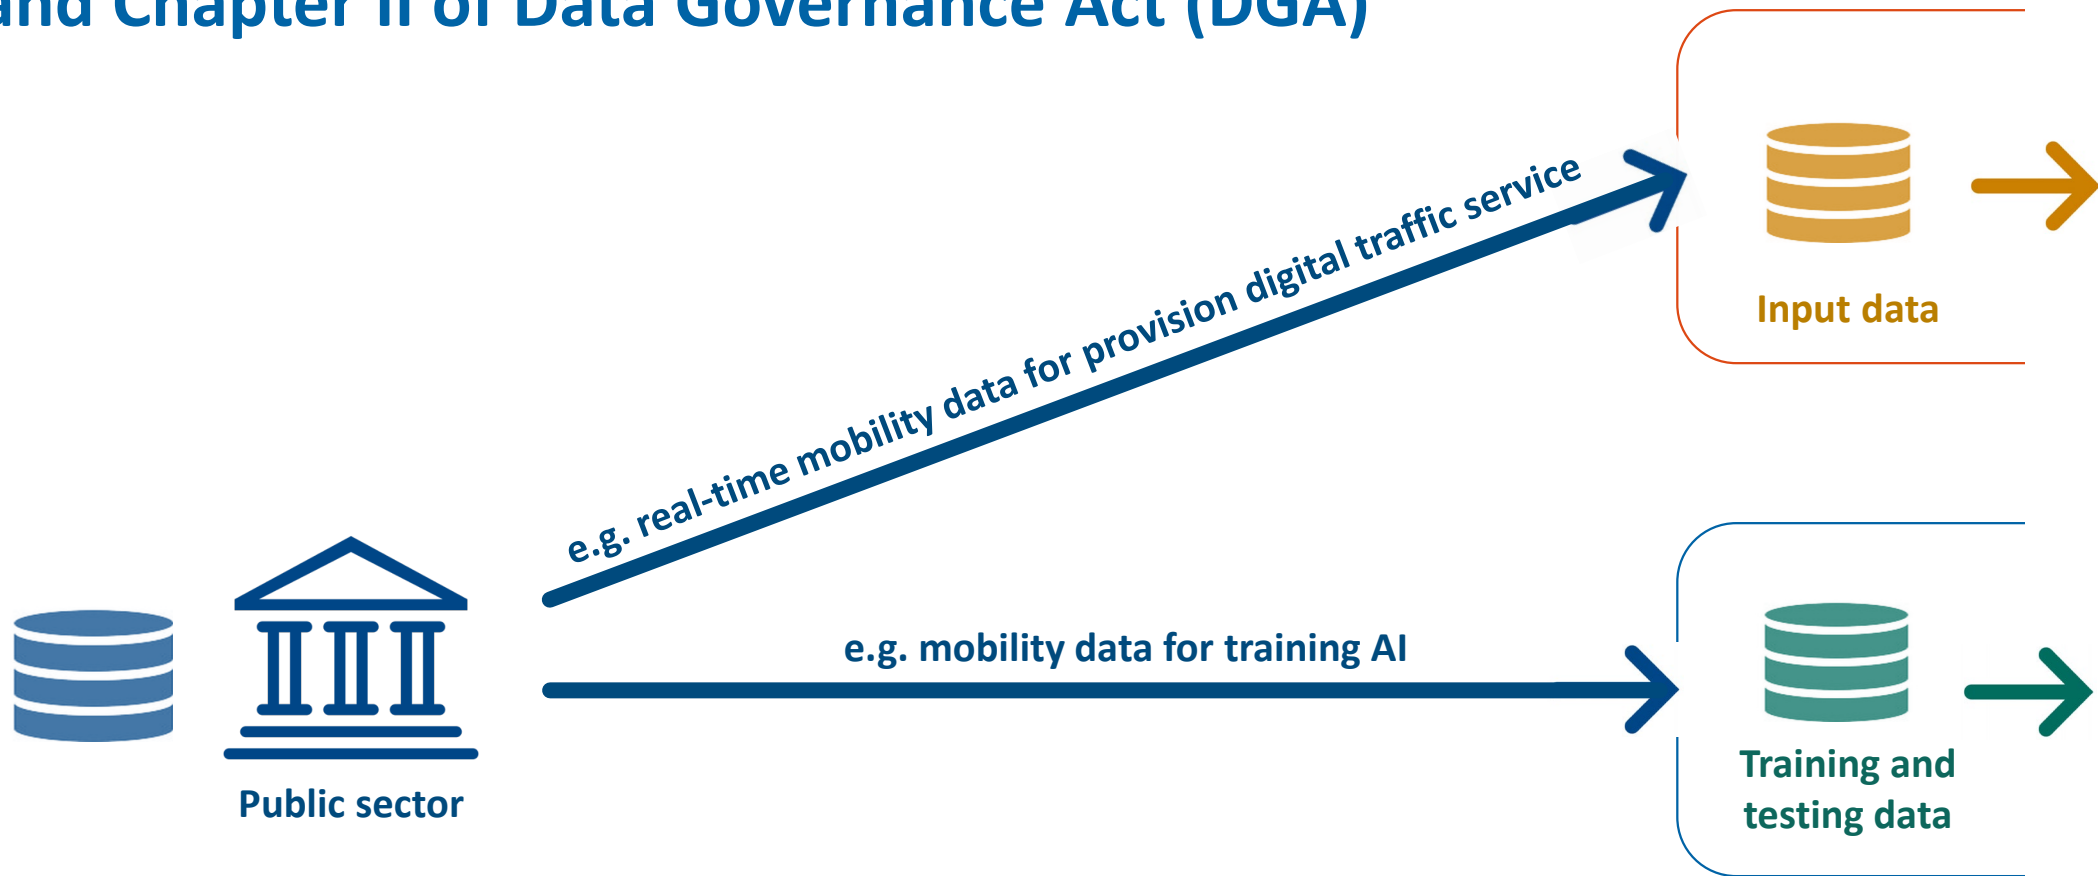 and Chapter II of Data Governance Act (DGA)
e.g. real-time mobility data for provision digital traffic service
Input data
e.g. mobility data for training AI
Public sector
Training and
testing data